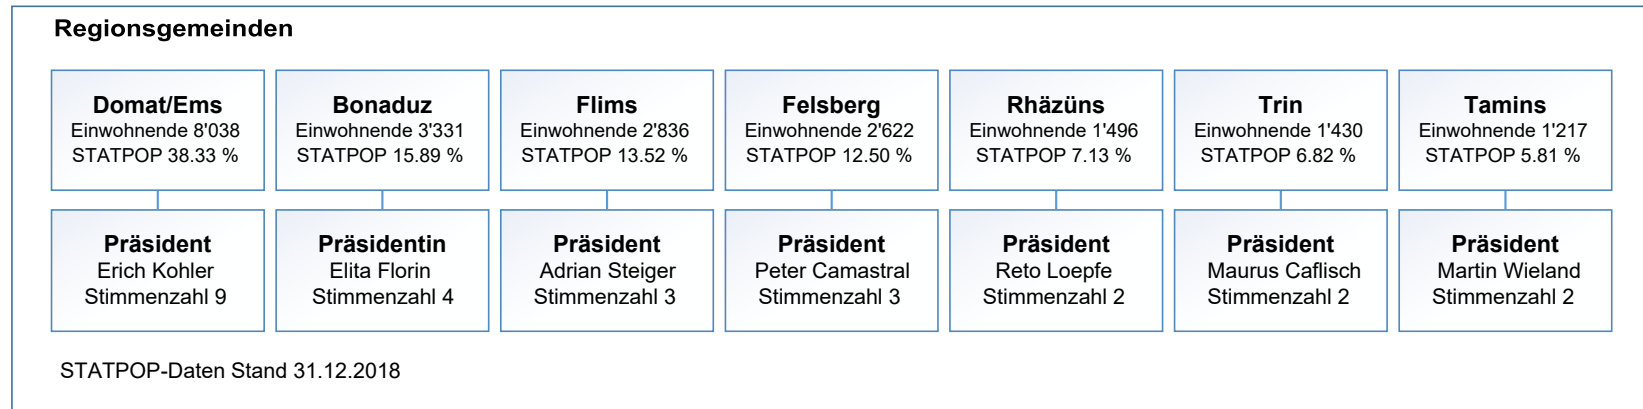 Regionsgemeinden
Domat/Ems
Einwohnende 8'038
STATPOP 38.33 %
Bonaduz
Einwohnende 3'331
STATPOP 15.89 %
Flims
Einwohnende 2'836
STATPOP 13.52 %
Felsberg
Einwohnende 2'622
STATPOP 12.50 %
Rhäzüns
Einwohnende 1'496
STATPOP 7.13 %
Trin
Einwohnende 1'430
STATPOP 6.82 %
Tamins
Einwohnende 1'217
STATPOP 5.81 %
Präsident
Erich Kohler
Stimmenzahl 9
Präsidentin
Elita Florin
Stimmenzahl 4
Präsident
Adrian Steiger
Stimmenzahl 3
Präsident
Peter Camastral
Stimmenzahl 3
Präsident
Reto Loepfe
Stimmenzahl 2
Präsident
Maurus Caflisch
Stimmenzahl 2
Präsident
Martin Wieland
Stimmenzahl 2
STATPOP-Daten Stand 31.12.2018